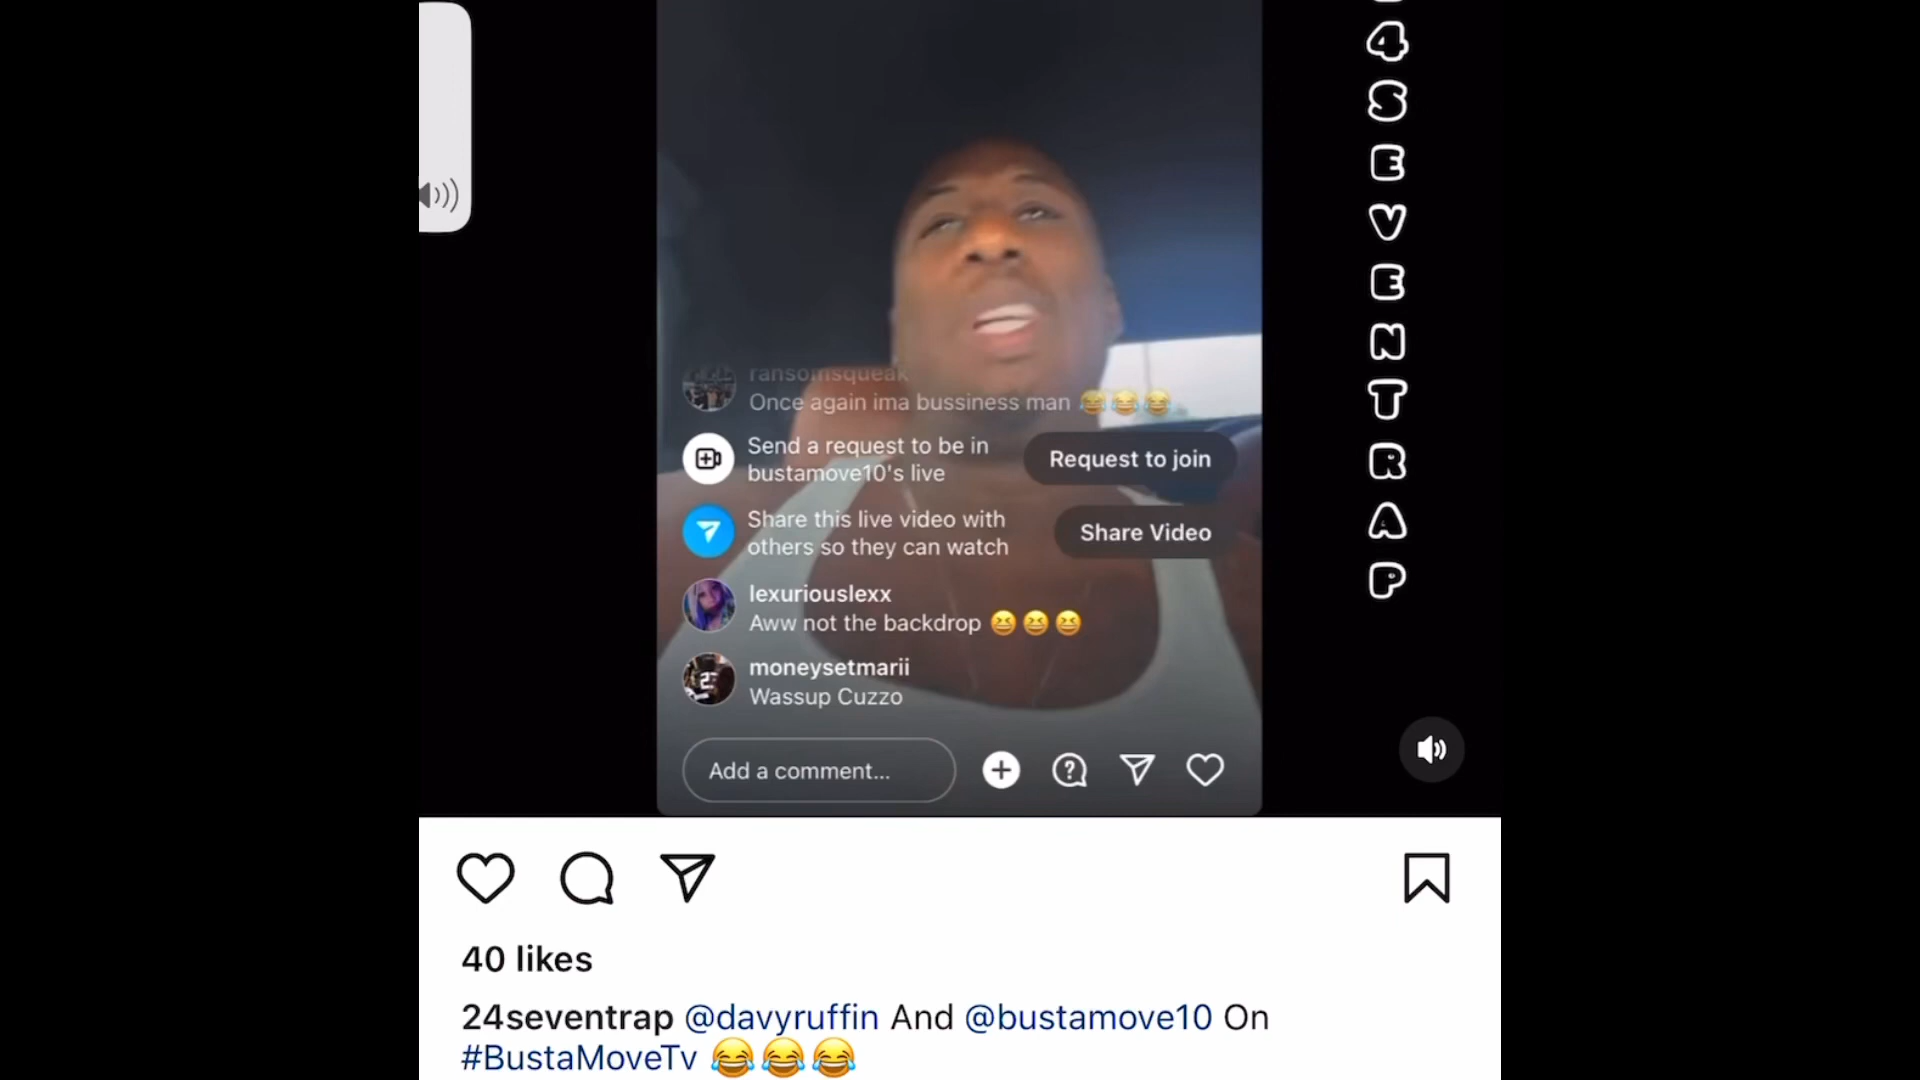 4
S
E
V
E
N
T
R
A
P
ransomsqueak
Once again ima bussiness man 😂😂😂
Send a request to be in
bustamove10's live
Request to join
Share this live video with
others so they can watch
Share Video
lexuriouslexx
Aww not the backdrop 😆😆😆
moneysetmarii
Wassup Cuzzo
Add a comment...
40 likes
24seventrap @davyruffin And @bustamove10 On
#BustaMoveTv 😂😂😂